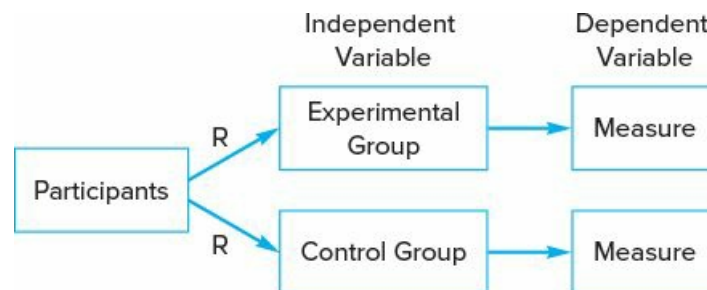 Independent
Variable
Dependent
Variable
Experimental
Group
Measure
R
Participants
R
Control Group
Measure